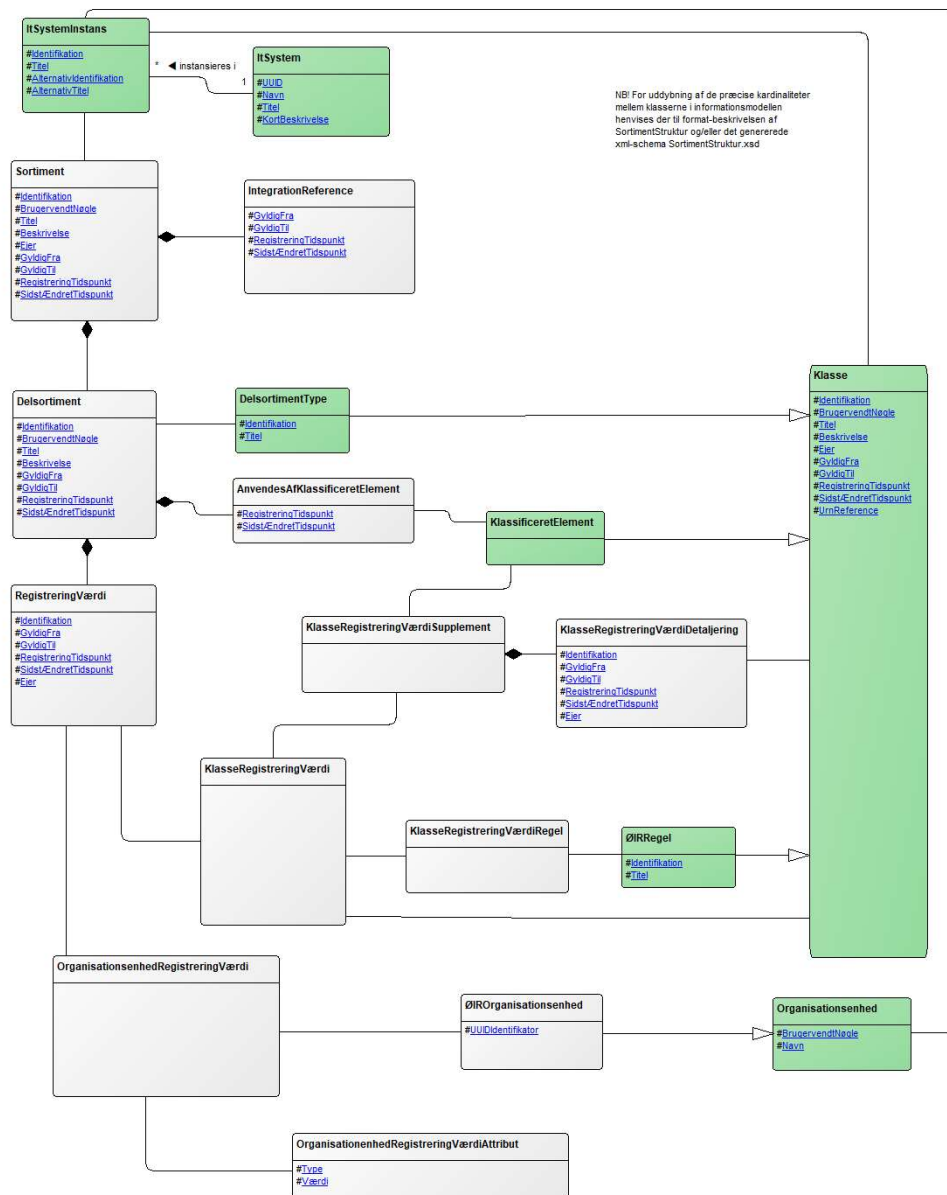 ItSystemInstans
#Identifikation
#Titel
#AlternativIdentifikation
#AlternativTitel
* ◄ instansieres i
1
ItSystem
#UUID
#Navn
#Titel
#KortBeskrivelse
NB! For uddybning af de præcise kardinaliteter
mellem klasserne i informationsmodellen
henvises der til format-beskrivelsen af
SortimentStruktur og/eller det genererede
xml-schema SortimentStruktur.xsd
Sortiment
#Identifikation
#BrugervendtNøgle
#Titel
#Beskrivelse
#Ejer
#GyldigFra
#GyldigTil
#RegistreringTidspunkt
#SidstÆndretTidspunkt
IntegrationReference
#GyldigFra
#GyldigTil
#RegistreringTidspunkt
#SidstÆndretTidspunkt
Delsortiment
#Identifikation
#BrugervendtNøgle
#Titel
#Beskrivelse
#GyldigFra
#GyldigTil
#RegistreringTidspunkt
#SidstÆndretTidspunkt
DelsortimentType
#Identifikation
#Titel
Klasse
#Identifikation
#BrugervendtNøgle
#Titel
#Beskrivelse
#Ejer
#GyldigFra
#GyldigTil
#RegistreringTidspunkt
#SidstÆndretTidspunkt
#UrnReference
AnvendesAfKlassificeretElement
#RegistreringTidspunkt
#SidstÆndretTidspunkt
KlassificeretElement
RegistreringVærdi
#Identifikation
#GyldigFra
#GyldigTil
#RegistreringTidspunkt
#SidstÆndretTidspunkt
#Ejer
KlasseRegistreringVærdiSupplement
KlasseRegistreringVærdiDetaljering
#Identifikation
#GyldigFra
#GyldigTil
#RegistreringTidspunkt
#SidstÆndretTidspunkt
#Ejer
KlasseRegistreringVærdi
KlasseRegistreringVærdiRegel
ØIRRegel
#Identifikation
#Titel
OrganisationsenhedRegistreringVærdi
ØIROrganisationsenhed
#UUIDIdentifikator
Organisationsenhed
#BrugervendtNøgle
#Navn
OrganisationenhedRegistreringVærdiAttribut
#Type
#Værdi